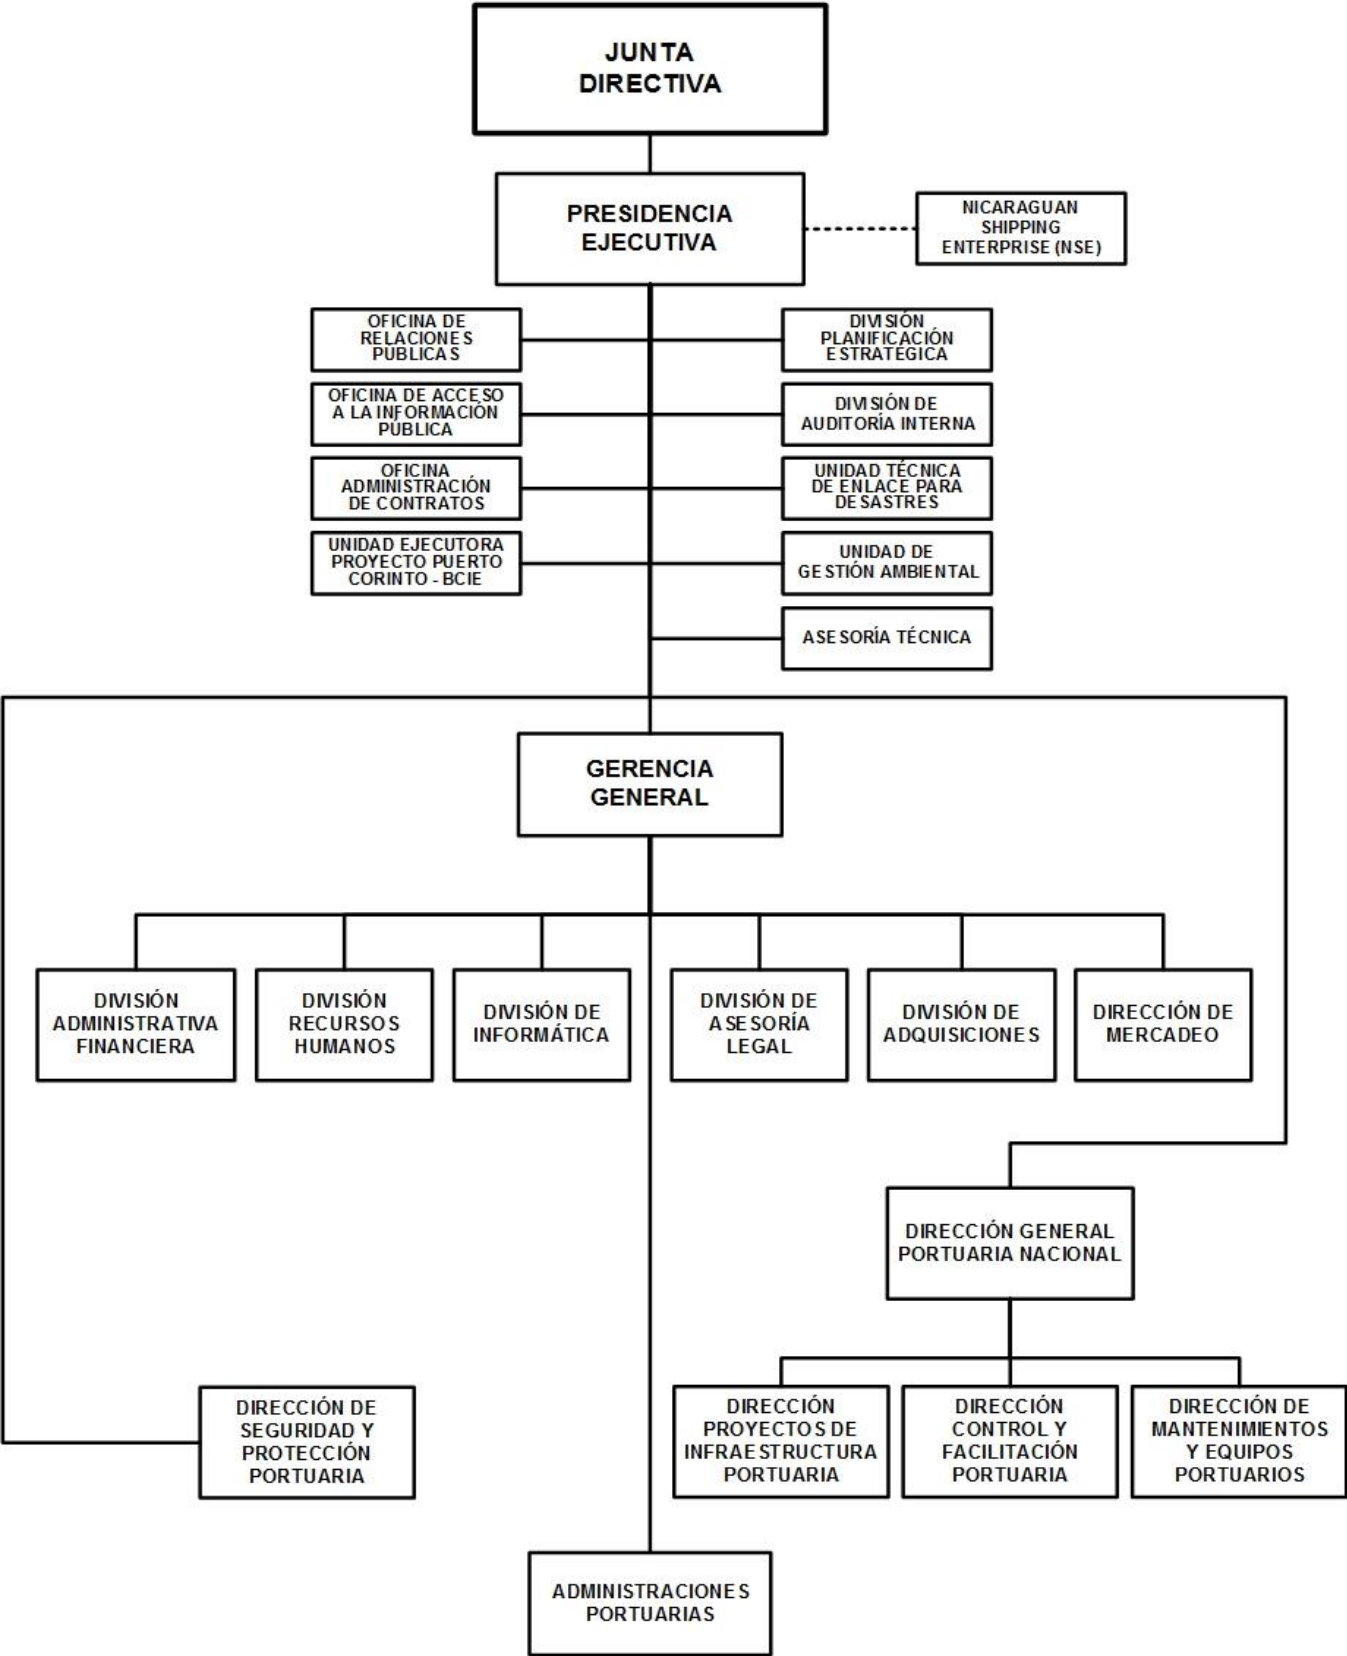 JUNTA
DIRECTIVA
PRESIDENCIA
EJECUTIVA
NICARAGUAN
SHIPPING
ENTERPRISE (NSE)
OFICINA DE
RELACIONES
PÚBLICAS
DIVISIÓN
PLANIFICACIÓN
ESTRATÉGICA
OFICINA DE ACCESO
A LA INFORMACIÓN
PÚBLICA
DIVISIÓN DE
AUDITORÍA INTERNA
OFICINA
ADMINISTRACIÓN
DE CONTRATOS
UNIDAD TÉCNICA
DE ENLACE PARA
DESASTRES
UNIDAD EJECUTORA
PROYECTO PUERTO
CORINTO - BCIE
UNIDAD DE
GESTIÓN AMBIENTAL
ASESORÍA TÉCNICA
GERENCIA
GENERAL
DIVISIÓN
ADMINISTRATIVA
FINANCIERA
DIVISIÓN
RECURSOS
HUMANOS
DIVISIÓN DE
INFORMÁTICA
DIVISIÓN DE
ASESORÍA
LEGAL
DIVISIÓN DE
ADQUISICIONES
DIRECCIÓN DE
MERCADEO
DIRECCIÓN GENERAL
PORTUARIA NACIONAL
DIRECCIÓN DE
SEGURIDAD Y
PROTECCIÓN
PORTUARIA
DIRECCIÓN
PROYECTOS DE
INFRAESTRUCTURA
PORTUARIA
DIRECCIÓN
CONTROL Y
FACILITACIÓN
PORTUARIA
DIRECCIÓN DE
MANTENIMIENTOS
Y EQUIPOS
PORTUARIOS
ADMINISTRACIONES
PORTUARIAS